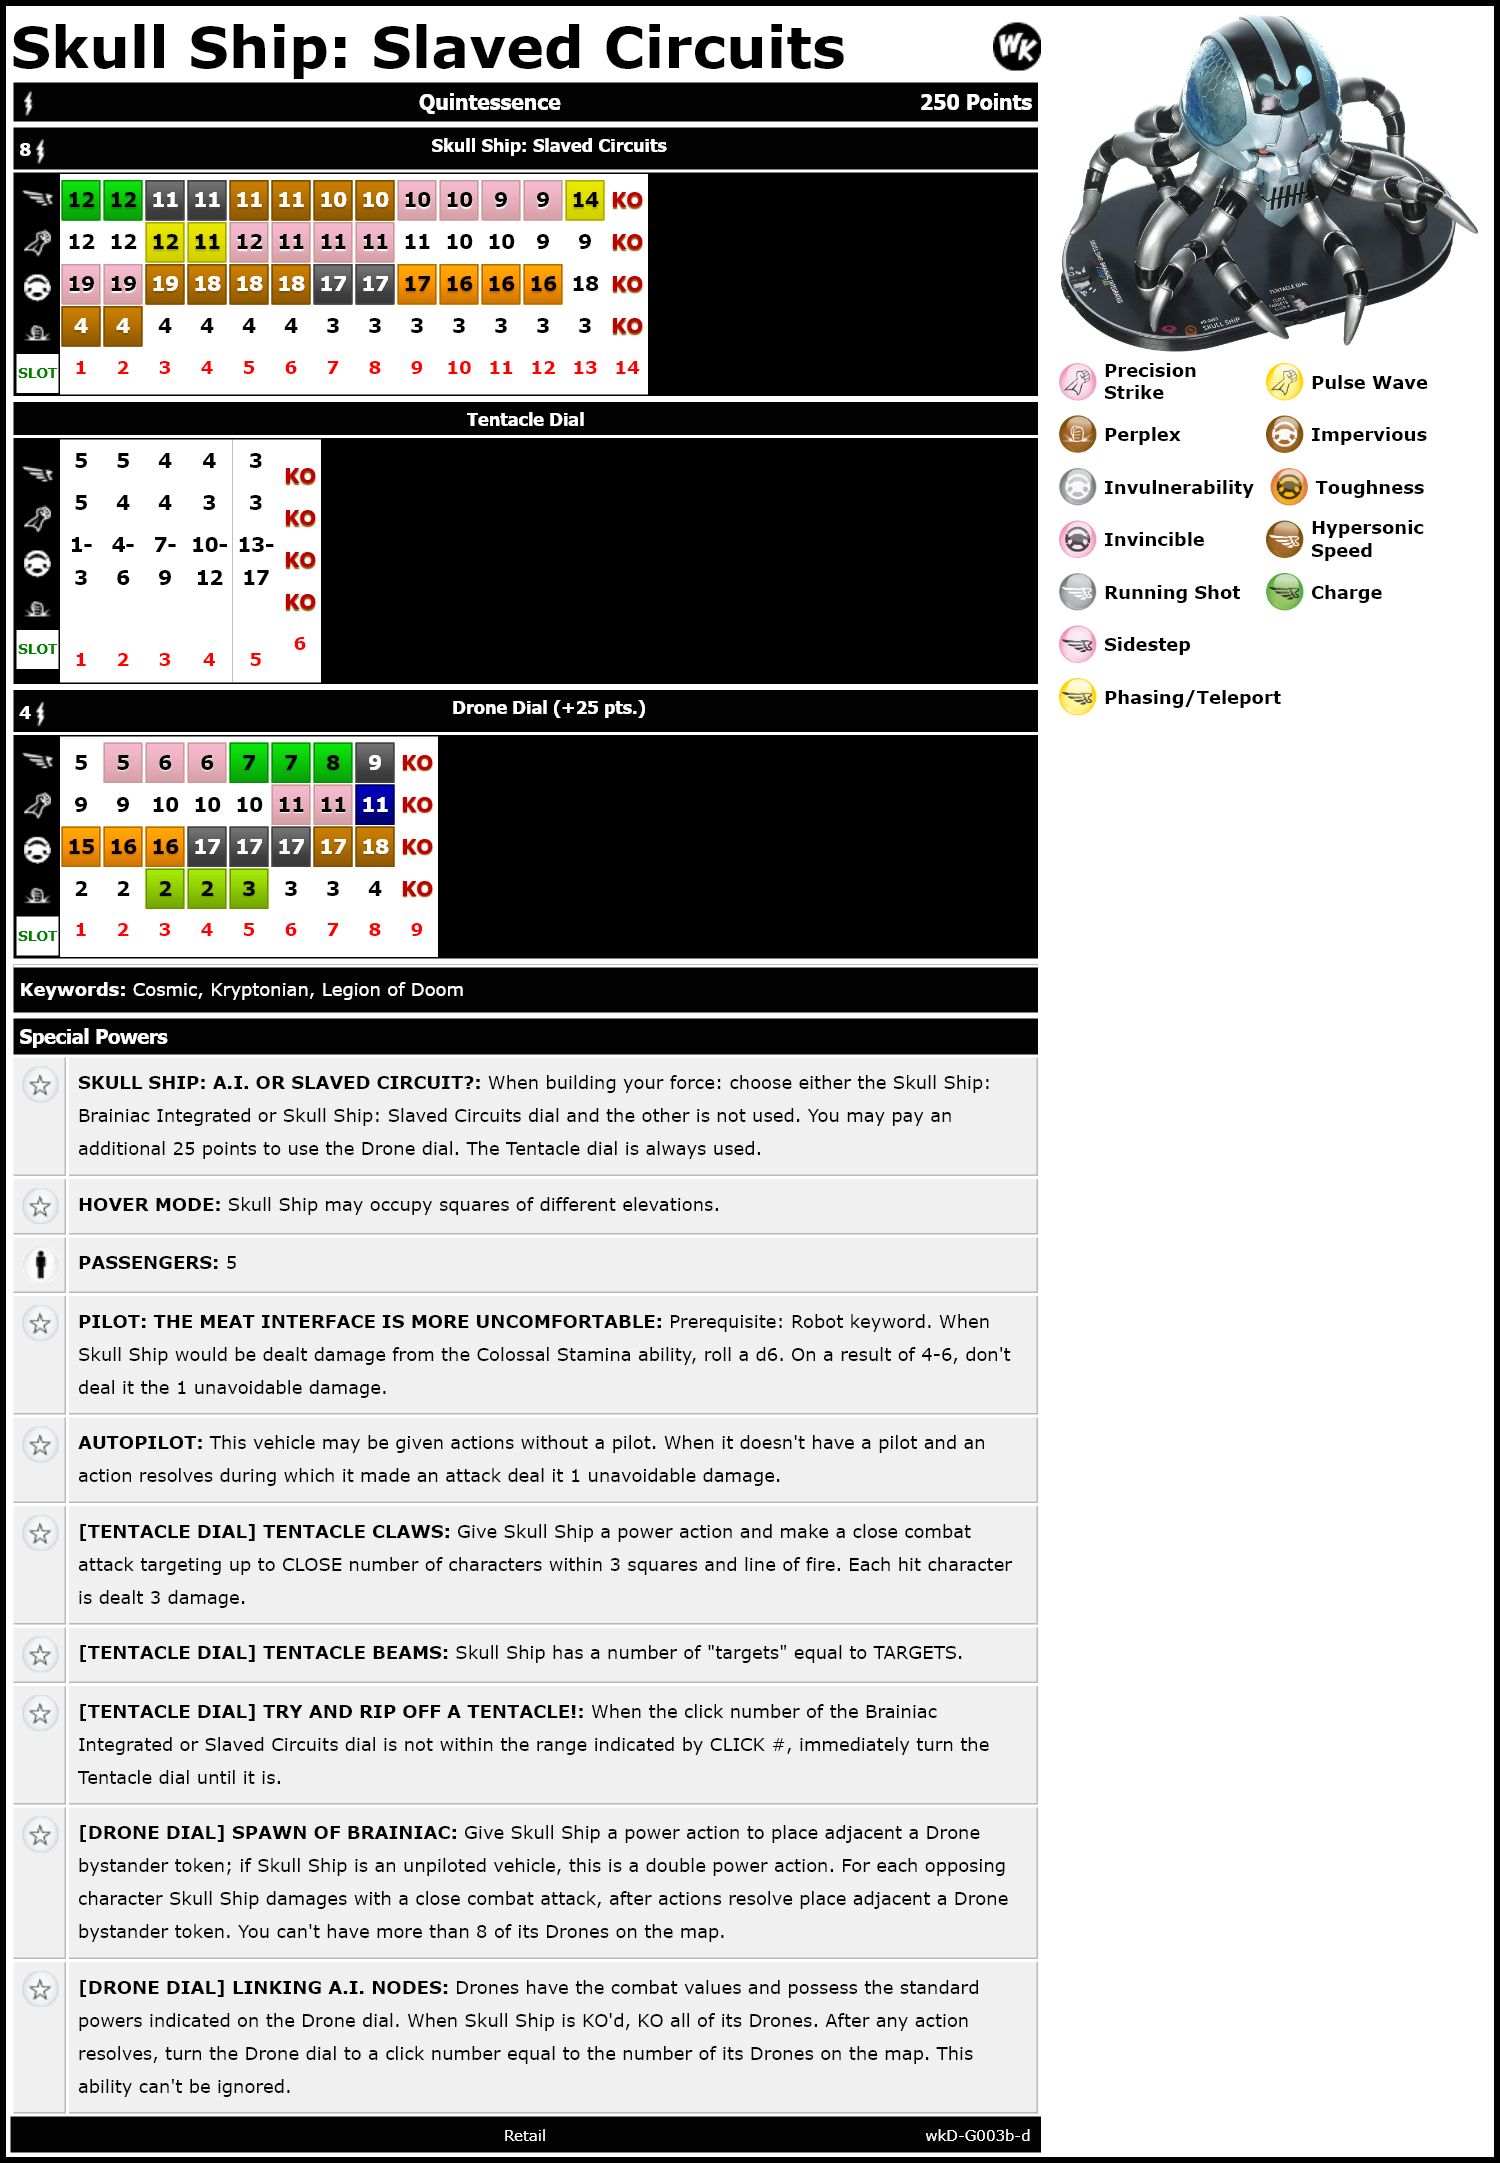 Skull Ship: Slaved Circuits
WK
Quintessence 250 Points
8 Skull Ship: Slaved Circuits
12 12 11 11 11 11 10 10 10 10 9 9 14 KO
12 12 12 11 12 11 11 11 11 10 10 9 9 KO
19 19 19 18 18 18 17 17 17 16 16 16 18 KO
4 4 4 4 4 4 3 3 3 3 3 3 3 KO
SLOT 1 2 3 4 5 6 7 8 9 10 11 12 13 14
Tentacle Dial
5 5 4 4 3 KO
5 4 4 3 3 KO
1- 4- 7- 10- 13- KO
3 6 9 12 17
KO
SLOT 1 2 3 4 5 6
4 Drone Dial (+25 pts.)
5 5 6 6 7 7 8 9 KO
9 9 10 10 10 11 11 11 KO
15 16 16 17 17 17 17 18 KO
2 2 2 2 3 3 3 4 KO
SLOT 1 2 3 4 5 6 7 8 9
Keywords: Cosmic, Kryptonian, Legion of Doom
Special Powers
SKULL SHIP: A.I. OR SLAVED CIRCUIT?: When building your force: choose either the Skull Ship:
Brainiac Integrated or Skull Ship: Slaved Circuits dial and the other is not used. You may pay an
additional 25 points to use the Drone dial. The Tentacle dial is always used.
HOVER MODE: Skull Ship may occupy squares of different elevations.
PASSENGERS: 5
PILOT: THE MEAT INTERFACE IS MORE UNCOMFORTABLE: Prerequisite: Robot keyword. When
Skull Ship would be dealt damage from the Colossal Stamina ability, roll a d6. On a result of 4-6, don't
deal it the 1 unavoidable damage.
AUTOPILOT: This vehicle may be given actions without a pilot. When it doesn't have a pilot and an
action resolves during which it made an attack deal it 1 unavoidable damage.
[TENTACLE DIAL] TENTACLE CLAWS: Give Skull Ship a power action and make a close combat
attack targeting up to CLOSE number of characters within 3 squares and line of fire. Each hit character
is dealt 3 damage.
[TENTACLE DIAL] TENTACLE BEAMS: Skull Ship has a number of "targets" equal to TARGETS.
[TENTACLE DIAL] TRY AND RIP OFF A TENTACLE!: When the click number of the Brainiac
Integrated or Slaved Circuits dial is not within the range indicated by CLICK #, immediately turn the
Tentacle dial until it is.
[DRONE DIAL] SPAWN OF BRAINIAC: Give Skull Ship a power action to place adjacent a Drone
bystander token; if Skull Ship is an unpiloted vehicle, this is a double power action. For each opposing
character Skull Ship damages with a close combat attack, after actions resolve place adjacent a Drone
bystander token. You can't have more than 8 of its Drones on the map.
[DRONE DIAL] LINKING A.I. NODES: Drones have the combat values and possess the standard
powers indicated on the Drone dial. When Skull Ship is KO'd, KO all of its Drones. After any action
resolves, turn the Drone dial to a click number equal to the number of its Drones on the map. This
ability can't be ignored.
Retail wkD-G003b-d
TENTACLE DIAL
SKULL SHIP
Precision
Strike
Pulse Wave
Perplex
Impervious
Invulnerability
Toughness
Invincible
Hypersonic
Speed
Running Shot
Charge
Sidestep
Phasing/Teleport